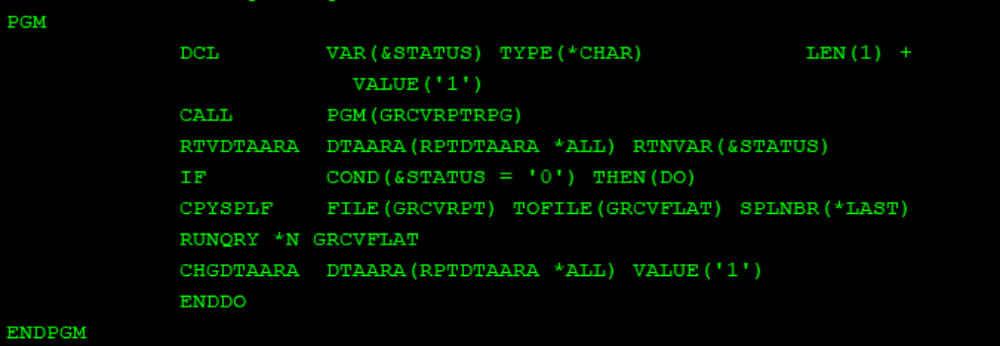 PGM
DCL VAR(&STATUS) TYPE(*CHAR) LEN(1) +
VALUE('1')
CALL PGM(GRCVRPTRPG)
RTVDTAARA DTAARA(RPTDTAARA *ALL) RTNVAR(&STATUS)
IF COND(&STATUS = '0') THEN(DO)
CPYSPLF FILE(GRCVRPT) TOFILE(GRCVFLAT) SPLNBR(*LAST)
RUNQRY *N GRCVFLAT
CHGDTAARA DTAARA(RPTDTAARA *ALL) VALUE('1')
ENDDO
ENDPGM